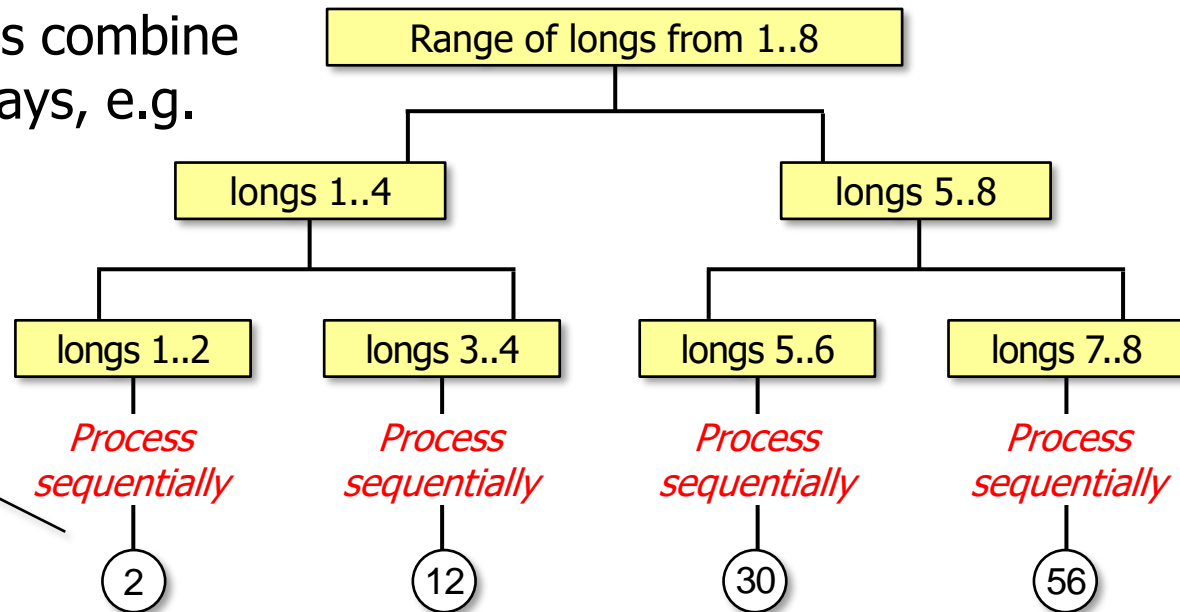 s combine
ays, e.g.
Range of longs from 1..8
longs 1..4
longs 5..8
longs 1..2
longs 3..4
longs 5..6
longs 7..8
Process
sequentially
Process
sequentially
Process
sequentially
Process
sequentially
2
12
30
56